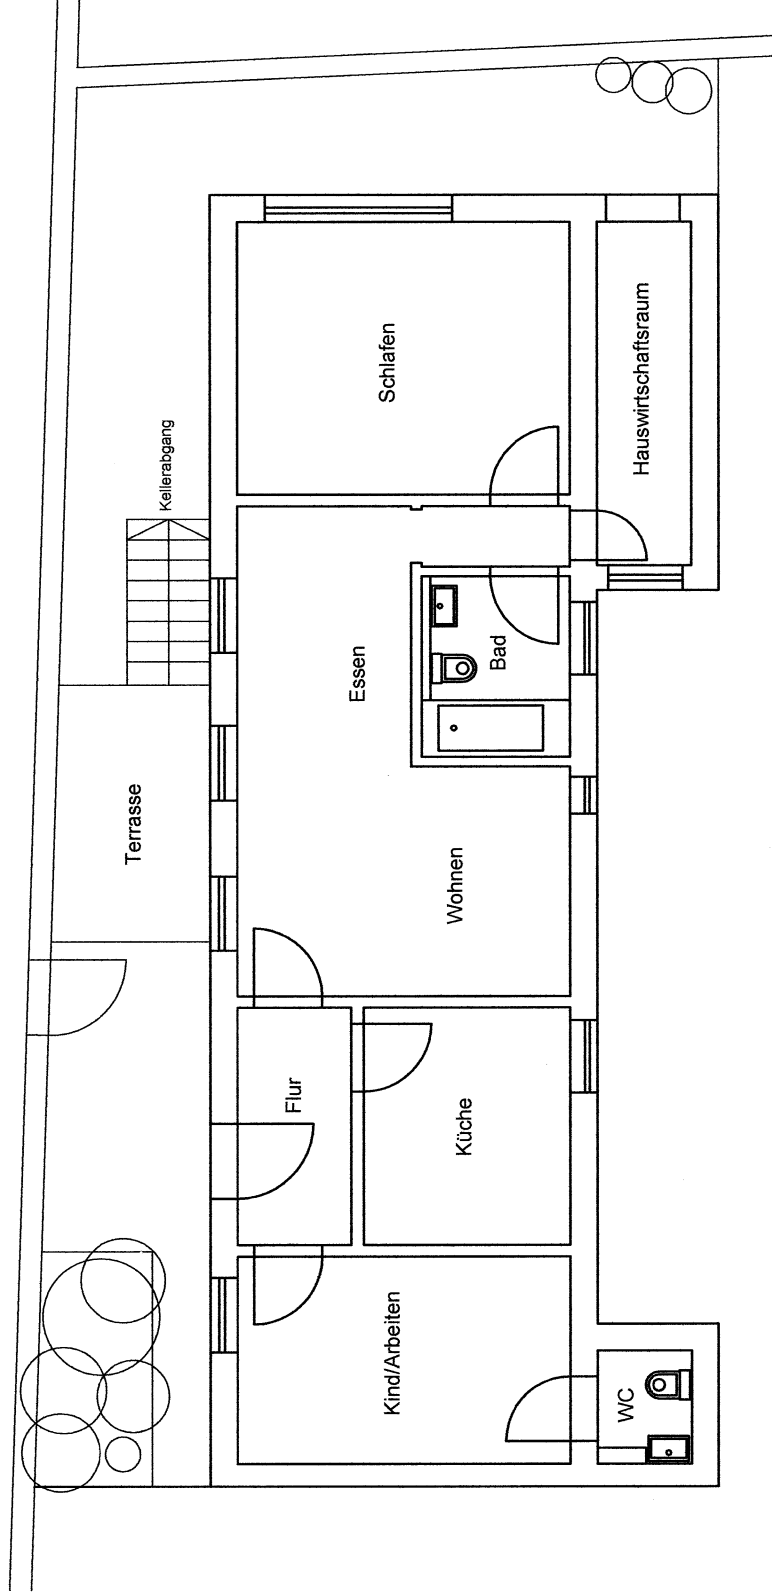 Schlafen
Hauswirtschaftsraum
Kellerabgang
Essen
Bad
Terrasse
Wohnen
Flur
Küche
Kind/Arbeiten
WC